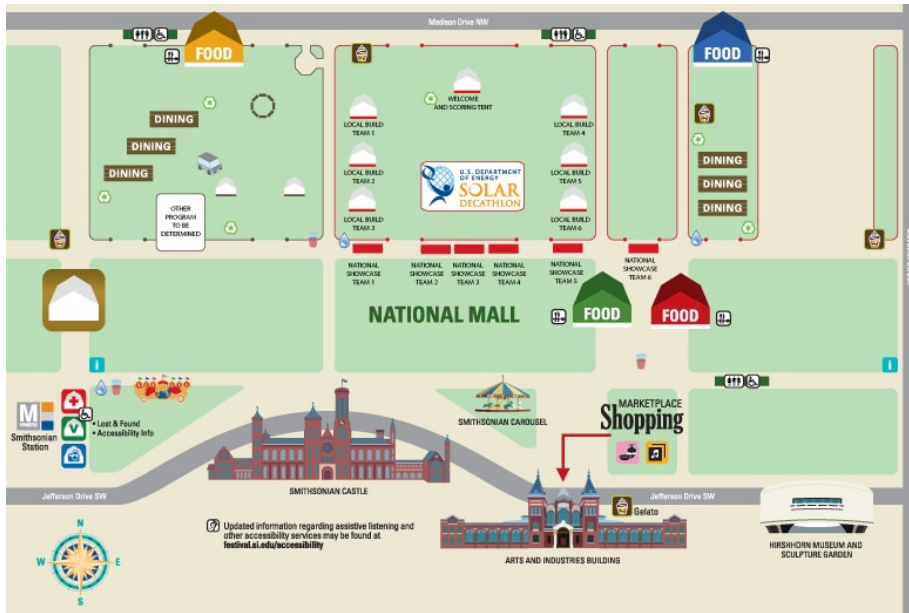 Madison Drive NW
FOOD
FOOD
WELCOME
AND SCORING TENT
LOCAL BUILD
TEAM 1
LOCAL BUILD
TEAM 4
DINING
DINING
DINING
LOCAL BUILD
TEAM 2
U.S. DEPARTMENT
OF ENERGY
SOLAR
DECATHLON
LOCAL BUILD
TEAM 5
DINING
DINING
DINING
OTHER
PROGRAM
TO BE
DETERMINED
LOCAL BUILD
TEAM 3
LOCAL BUILD
TEAM 6
NATIONAL
SHOWCASE
TEAM 1
NATIONAL
SHOWCASE
TEAM 2
NATIONAL
SHOWCASE
TEAM 3
NATIONAL
SHOWCASE
TEAM 4
NATIONAL
SHOWCASE
TEAM 5
NATIONAL
SHOWCASE
TEAM 6
NATIONAL MALL
FOOD
FOOD
i
i
M
METRO
Smithsonian
Station
V
• Lost & Found
• Accessibility Info
SMITHSONIAN CAROUSEL
MARKETPLACE
Shopping
SMITHSONIAN CASTLE
Jefferson Drive SW
Jefferson Drive SW
Gelato
N
W
E
S
Updated information regarding assistive listening and
other accessibility services may be found at
festival.si.edu/accessibility
ARTS AND INDUSTRIES BUILDING
HIRSHHORN MUSEUM AND
SCULPTURE GARDEN